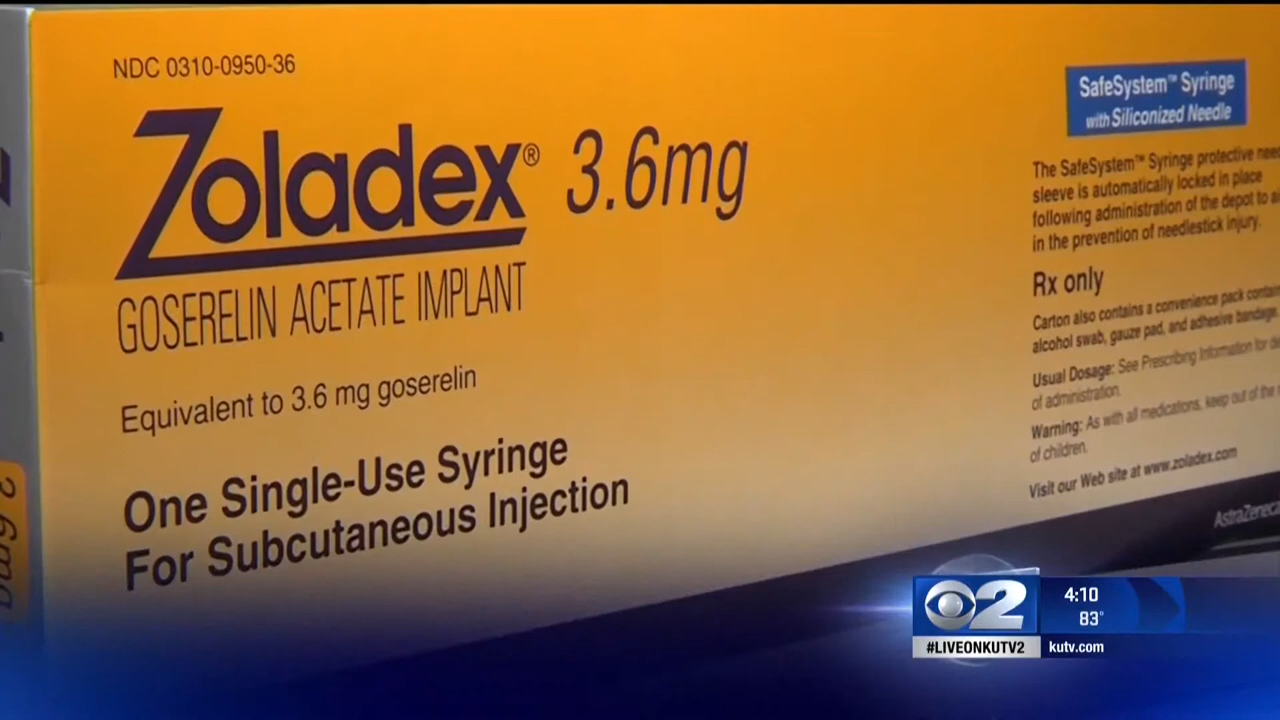 NDC 0310-0950-36
Zoladex® 3.6mg
GOSERELIN ACETATE IMPLANT
Equivalent to 3.6 mg goserelin
One Single-Use Syringe
For Subcutaneous Injection
SafeSystem™ Syringe
with Siliconized Needle
The SafeSystem™ Syringe protective
sleeve is automatically locked in place
following administration of the depot to
in the prevention of needlestick injury.
Rx only
Carton also contains a convenience pack
alcohol swab, gauze pad, and adhesive bandage.
Usual Dosage: See Prescribing Information for
of administration.
Warning: As with all medications, keep out of the
of children.
Visit our Web site at www.zoladex.com
AstraZeneca
2
4:10
83°
#LIVEONKUTV2
kutv.com